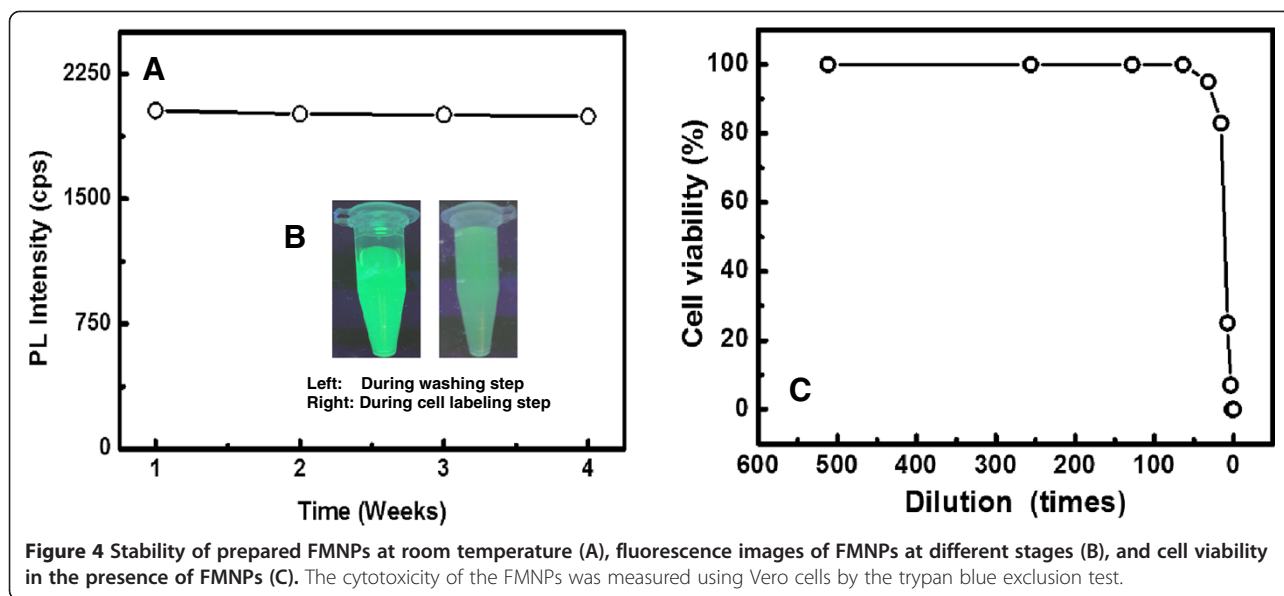 A
PL Intensity (cps)
2250
1500
750
0
1 2 3 4
Time (Weeks)
B
Left: During washing step
Right: During cell labeling step
C
Cell viability (%)
100
80
60
40
20
0
600 500 400 300 200 100 0
Dilution (times)
Figure 4 Stability of prepared FMNPs at room temperature (A), fluorescence images of FMNPs at different stages (B), and cell viability
in the presence of FMNPs (C). The cytotoxicity of the FMNPs was measured using Vero cells by the trypan blue exclusion test.